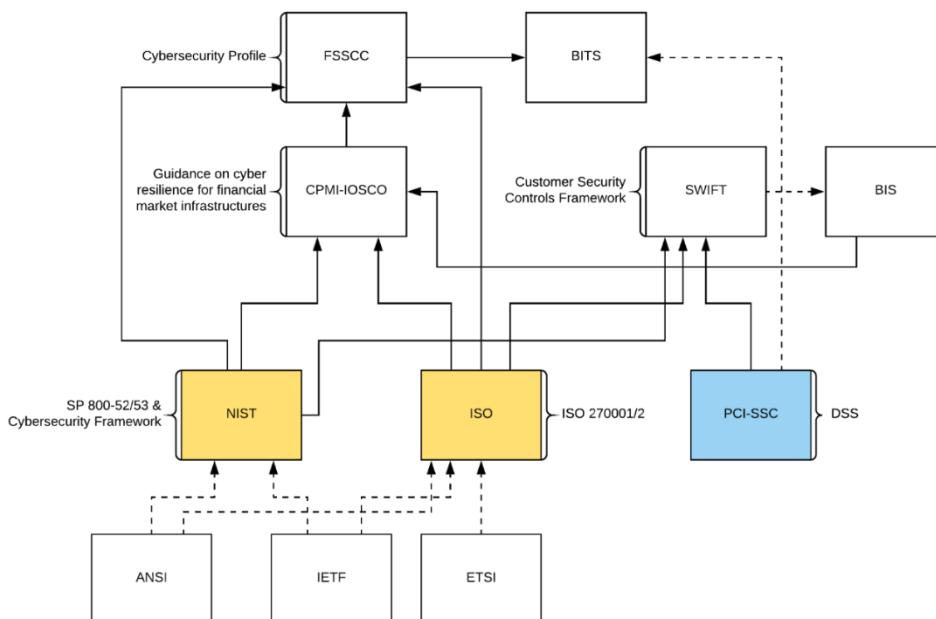 Cybersecurity Profile
FSSCC
BITS
Guidance on cyber
resilience for financial
market infrastructures
CPMI-IOSCO
Customer Security
Controls Framework
SWIFT
BIS
SP 800-52/53 &
Cybersecurity Framework
NIST
ISO
ISO 270001/2
PCI-SSC
DSS
ANSI
IETF
ETSI